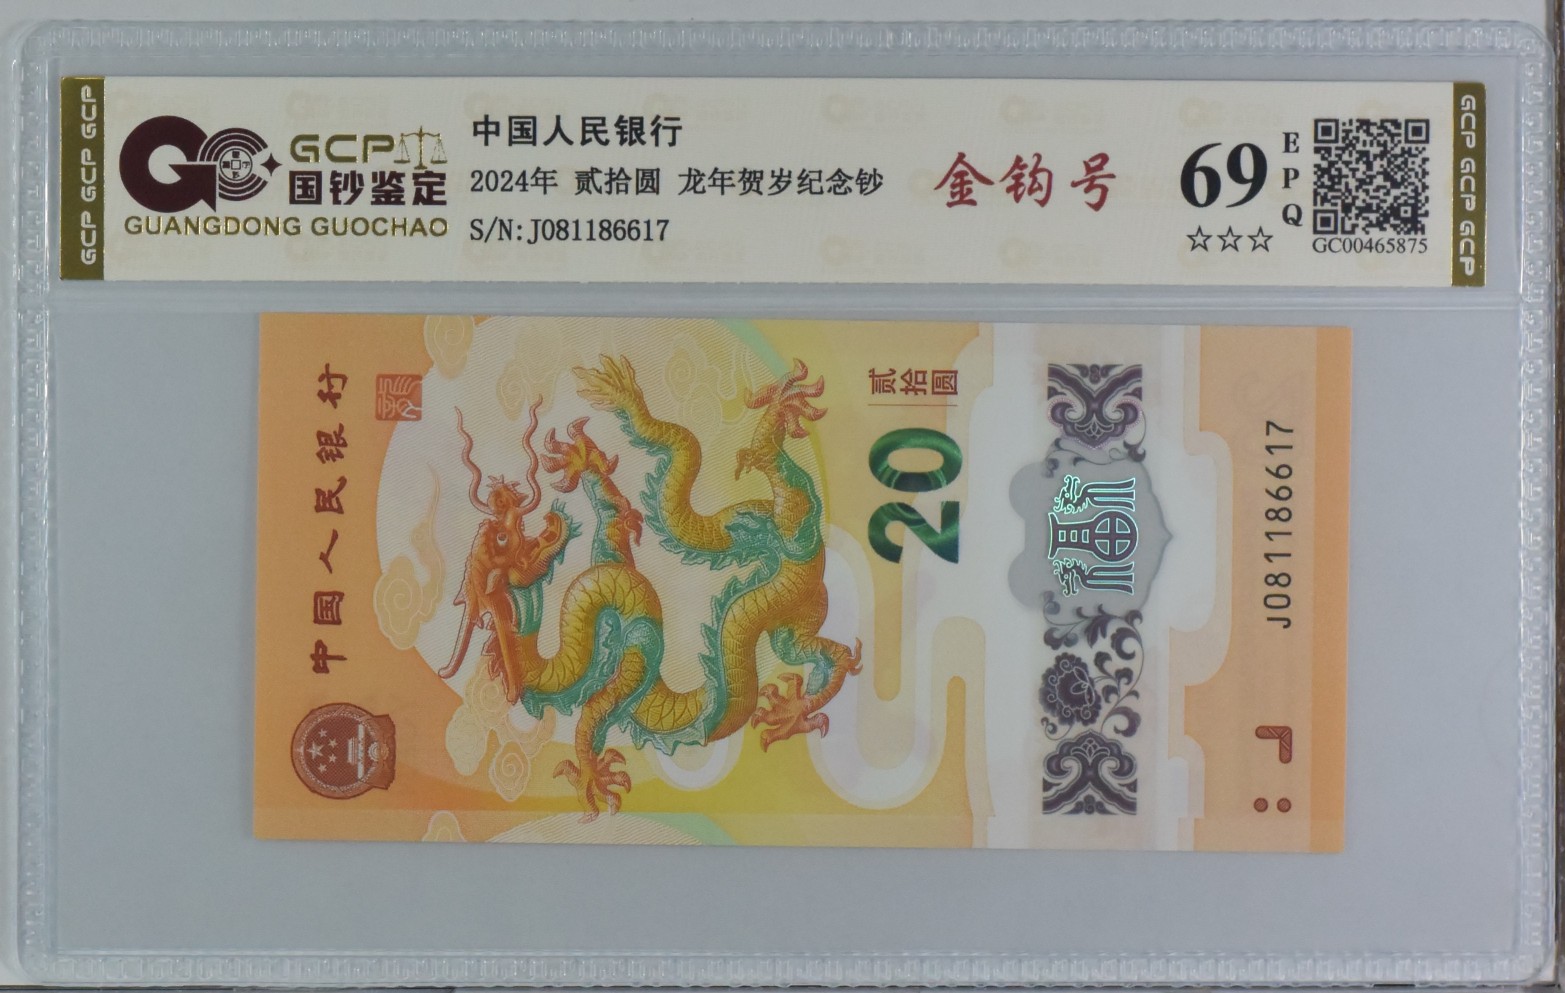 GCP GCP GCP
GCP
国钞鉴定
GUANGDONG GUOCHAO
中国人民银行
2024年 贰拾圆 龙年贺岁纪念钞
S/N:J081186617
金钩号
69
EPQ
☆☆☆
GC00465875
GCP GCP GCP
中国人民银行
贰拾圆
20
J081186617